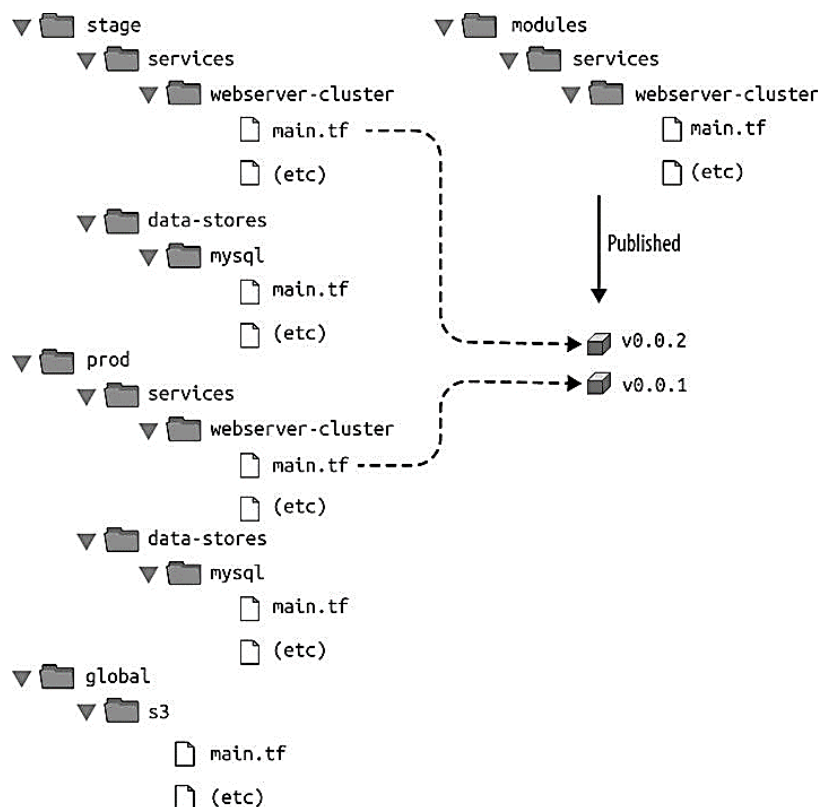 stage
services
webserver-cluster
main.tf
(etc)
data-stores
mysql
main.tf
(etc)
prod
services
webserver-cluster
main.tf
(etc)
data-stores
mysql
main.tf
(etc)
global
s3
main.tf
(etc)
modules
services
webserver-cluster
main.tf
(etc)
Published
v0.0.2
v0.0.1